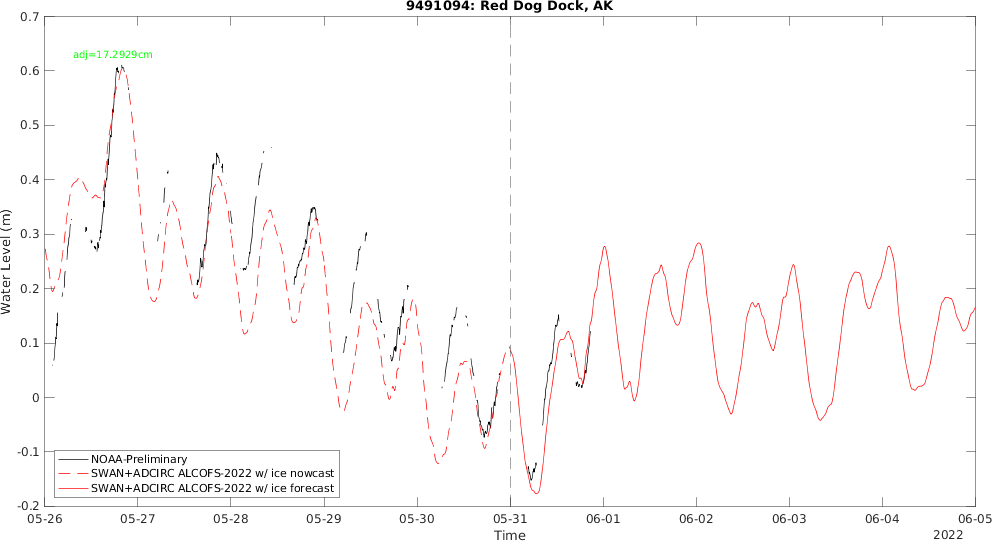 9491094: Red Dog Dock, AK
adj=17.2929cm
Water Level (m)
0.7
0.6
0.5
0.4
0.3
0.2
0.1
0
-0.1
-0.2
NOAA-Preliminary
SWAN+ADCIRC ALCOFS-2022 w/ ice nowcast
SWAN+ADCIRC ALCOFS-2022 w/ ice forecast
05-26 05-27 05-28 05-29 05-30 05-31 06-01 06-02 06-03 06-04 06-05
Time
2022